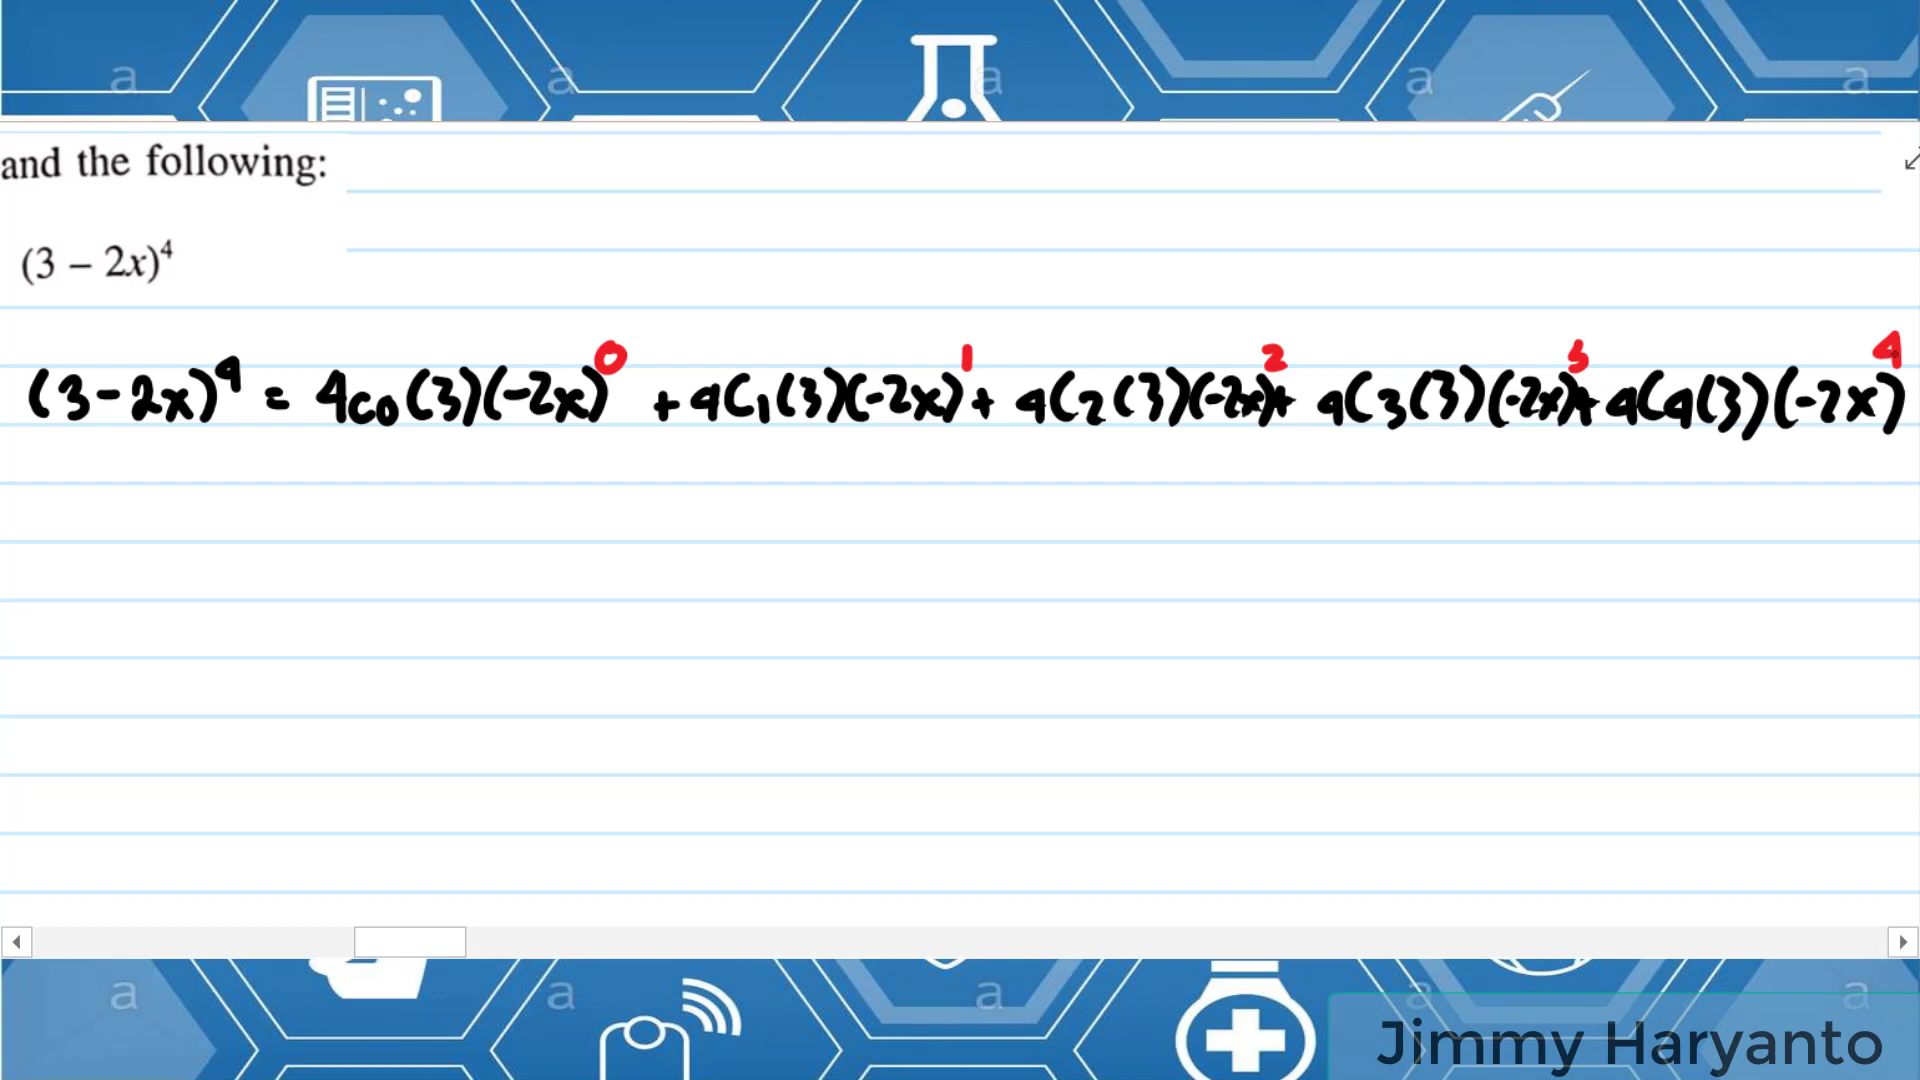 and the following:
(3 – 2x)⁴
(3-2x)⁴ = 4C0(3)(-2x)⁰ + 4C₁(3)(-2x)¹ + 4C₂(3)(-2x)² + 4C₃(3)(-2x)³ + 4C₄(3)(-2x)⁴
a a a a a
a a a a a
Jimmy Haryanto